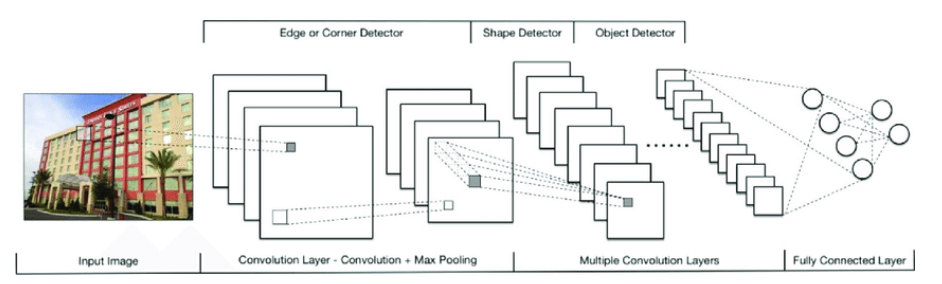 Edge or Corner Detector
Shape Detector
Object Detector
Input Image
Convolution Layer - Convolution + Max Pooling
Multiple Convolution Layers
Fully Connected Layer